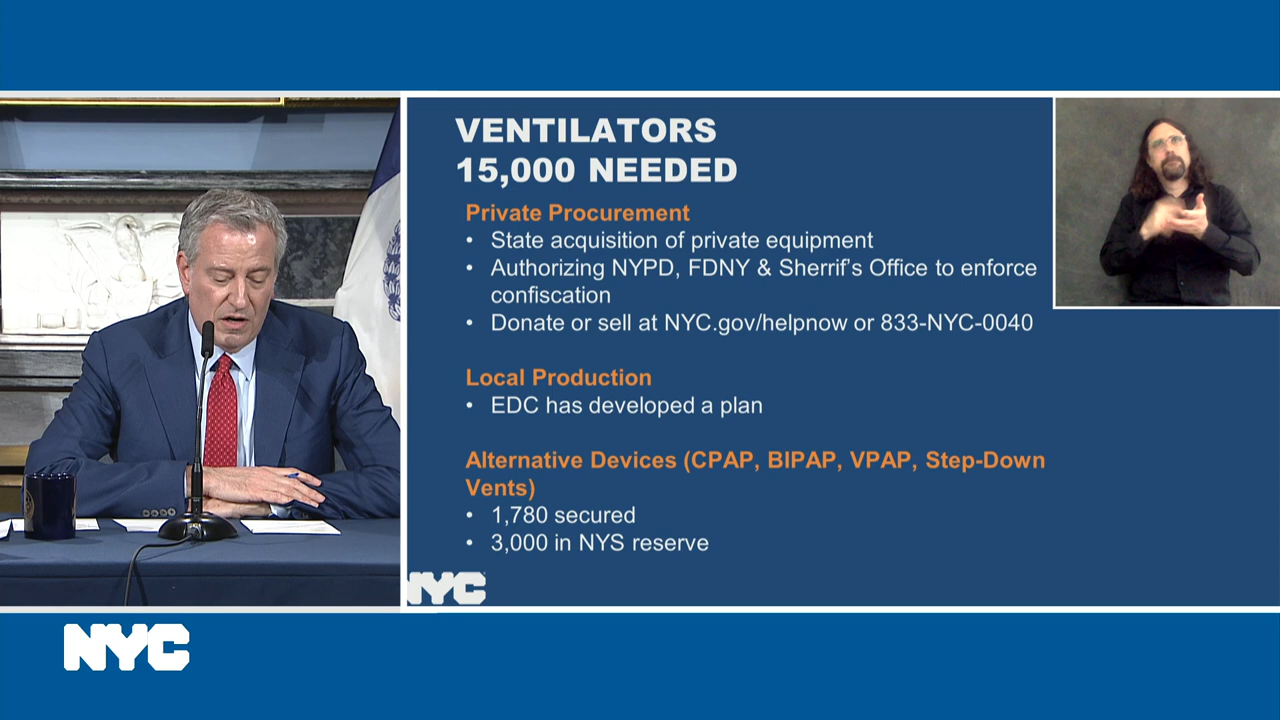 VENTILATORS
15,000 NEEDED
Private Procurement
• State acquisition of private equipment
• Authorizing NYPD, FDNY & Sherrif's Office to enforce
confiscation
• Donate or sell at NYC.gov/helpnow or 833-NYC-0040
Local Production
• EDC has developed a plan
Alternative Devices (CPAP, BIPAP, VPAP, Step-Down
Vents)
• 1,780 secured
• 3,000 in NYS reserve
NYC
NYC